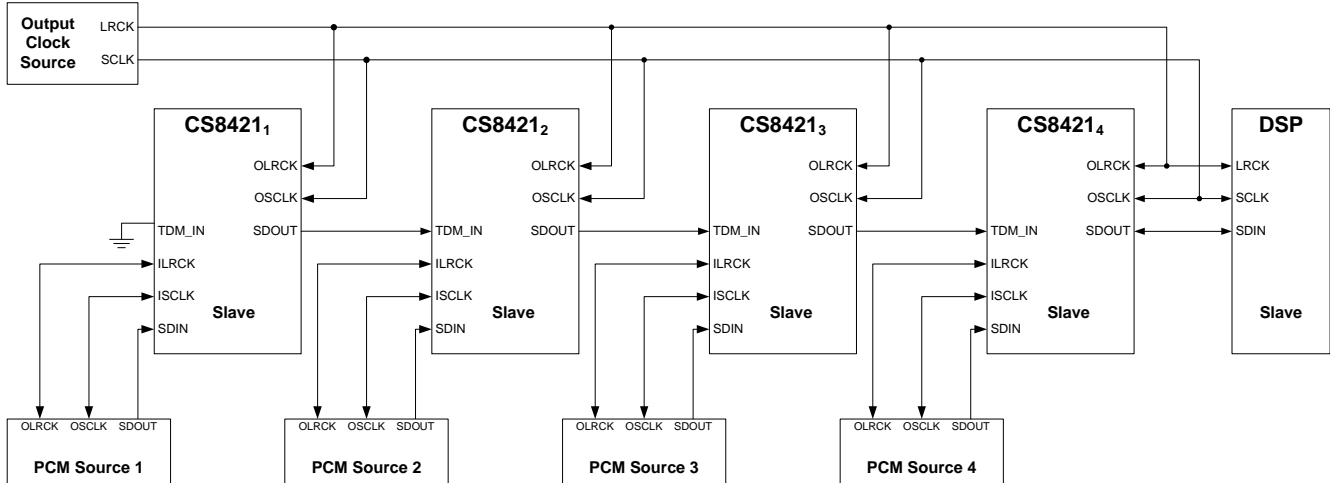 Output
Clock
Source
LRCK
SCLK
CS8421₁
OLRCK
OSCLK
TDM_IN
SDOUT
ILRCK
ISCLK
Slave
SDIN
CS8421₂
OLRCK
OSCLK
TDM_IN
SDOUT
ILRCK
ISCLK
Slave
SDIN
CS8421₃
OLRCK
OSCLK
TDM_IN
SDOUT
ILRCK
ISCLK
Slave
SDIN
CS8421₄
OLRCK
OSCLK
TDM_IN
SDOUT
ILRCK
ISCLK
Slave
SDIN
DSP
LRCK
SCLK
SDIN
Slave
OLRCK OSCLK SDOUT
PCM Source 1
OLRCK OSCLK SDOUT
PCM Source 2
OLRCK OSCLK SDOUT
PCM Source 3
OLRCK OSCLK SDOUT
PCM Source 4